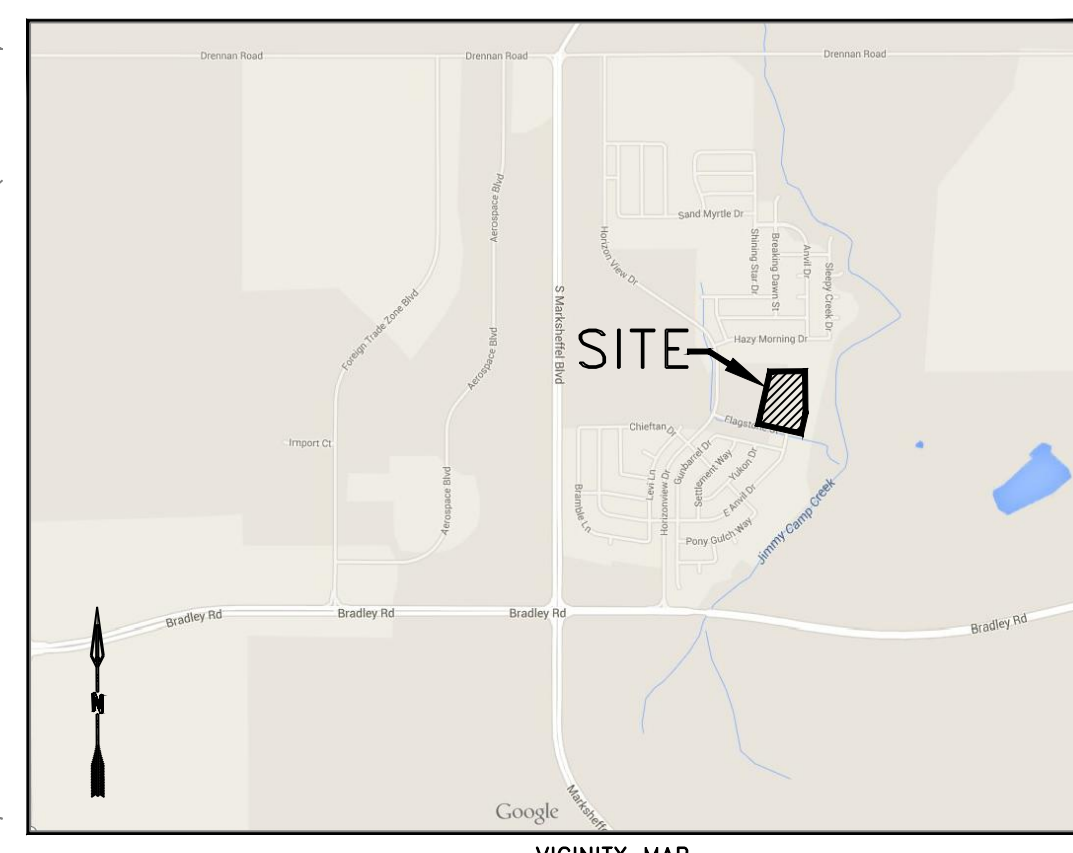 Drennan Road
Drennan Road
Drennan Road
Aerospace Blvd
Sand Myrtle Dr
Horizon View Dr
Shining Star Dr
Breaking Dawn St
Anvil Dr
Sleepy Creek Dr
Foreign Trade Zone Blvd
S Marksheffel Blvd
Aerospace Blvd
Hazy Morning Dr
SITE
Import Ct
Chieftan Dr
Gunbarrel Dr
Settlement Way
Yukon Dr
Levi Ln
Horizonview Dr
Bramble Ln
E Anvil Dr
Pony Gulch Way
Aerospace Blvd
Jimmy Camp Creek
Bradley Rd
Bradley Rd
Bradley Rd
Bradley Rd
N
Google
VICINITY MAP